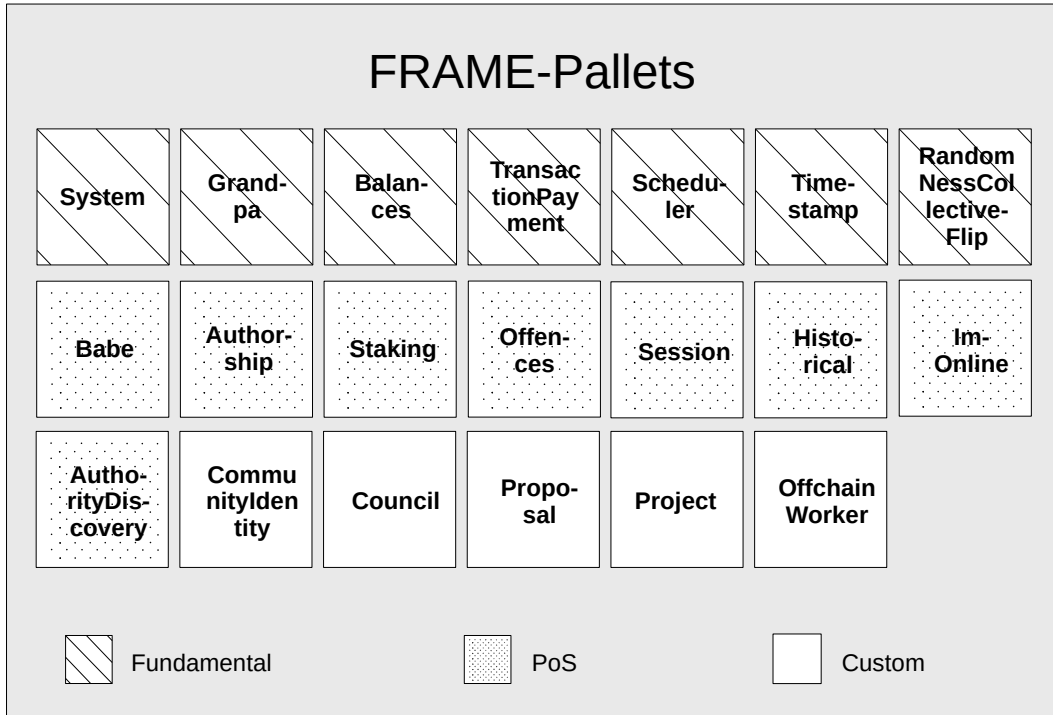 FRAME-Pallets
System
Grand-
pa
Balan-
ces
Transac
tionPay
ment
Schedu-
ler
Time-
stamp
Random
NessCol
lective-
Flip
Babe
Author-
ship
Staking
Offen-
ces
Session
Histo-
rical
Im-
Online
Autho-
rityDis-
covery
Commu
nityIden
tity
Council
Propo-
sal
Project
Offchain
Worker
Fundamental
PoS
Custom